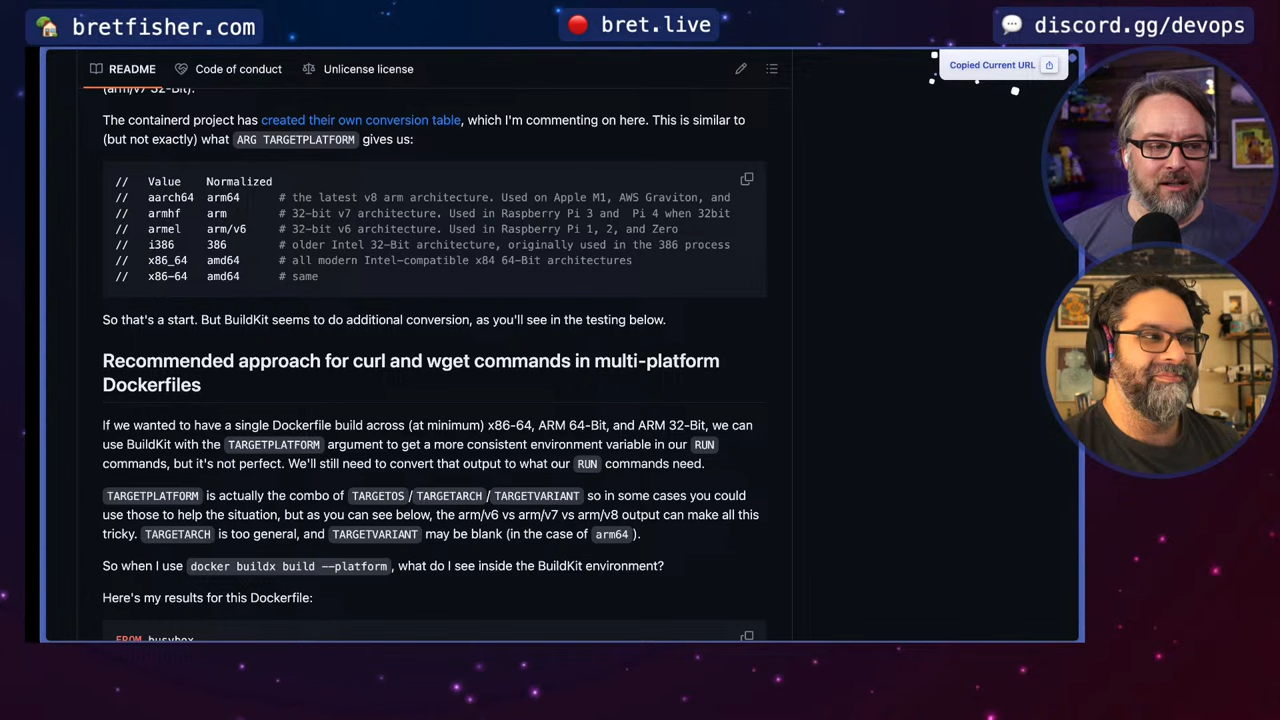 bretfisher.com
bret.live
discord.gg/devops
README
Code of conduct
Unlicense license
Copied Current URL
(arm/v7 32-Bit).
The containerd project has created their own conversion table, which I'm commenting on here. This is similar to
(but not exactly) what ARG TARGETPLATFORM gives us:
// Value Normalized
// aarch64 arm64 # the latest v8 arm architecture. Used on Apple M1, AWS Graviton, and
// armhf arm # 32-bit v7 architecture. Used in Raspberry Pi 3 and Pi 4 when 32bit
// armel arm/v6 # 32-bit v6 architecture. Used in Raspberry Pi 1, 2, and Zero
// i386 386 # older Intel 32-Bit architecture, originally used in the 386 process
// x86_64 amd64 # all modern Intel-compatible x84 64-Bit architectures
// x86-64 amd64 # same
So that's a start. But BuildKit seems to do additional conversion, as you'll see in the testing below.
Recommended approach for curl and wget commands in multi-platform
Dockerfiles
If we wanted to have a single Dockerfile build across (at minimum) x86-64, ARM 64-Bit, and ARM 32-Bit, we can
use BuildKit with the TARGETPLATFORM argument to get a more consistent environment variable in our RUN
commands, but it's not perfect. We'll still need to convert that output to what our RUN commands need.
TARGETPLATFORM is actually the combo of TARGETOS/TARGETARCH/TARGETVARIANT so in some cases you could
use those to help the situation, but as you can see below, the arm/v6 vs arm/v7 vs arm/v8 output can make all this
tricky. TARGETARCH is too general, and TARGETVARIANT may be blank (in the case of arm64).
So when I use docker buildx build --platform, what do I see inside the BuildKit environment?
Here's my results for this Dockerfile:
FROM busybox